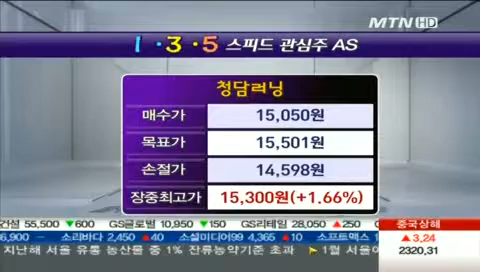 MTN HD
1·3·5 스피드 관심주 AS
청담러닝
매수가 15,050원
목표가 15,501원
손절가 14,598원
장중최고가 15,300원(+1.66%)
건설 55,500 ▼600 GS글로벌 10,950 ▼150 GS리테일 28,050 ▲250 G
중국상해
6,900 − 소리바다 2,450 ▲40 소셜미디어99 4,365 ▲10 소프트맥스 1
▲3,24
지난해 서울 유통 농산물 중 1% 잔류농약기준 초과 ▶ 1월 서울이
2320,31